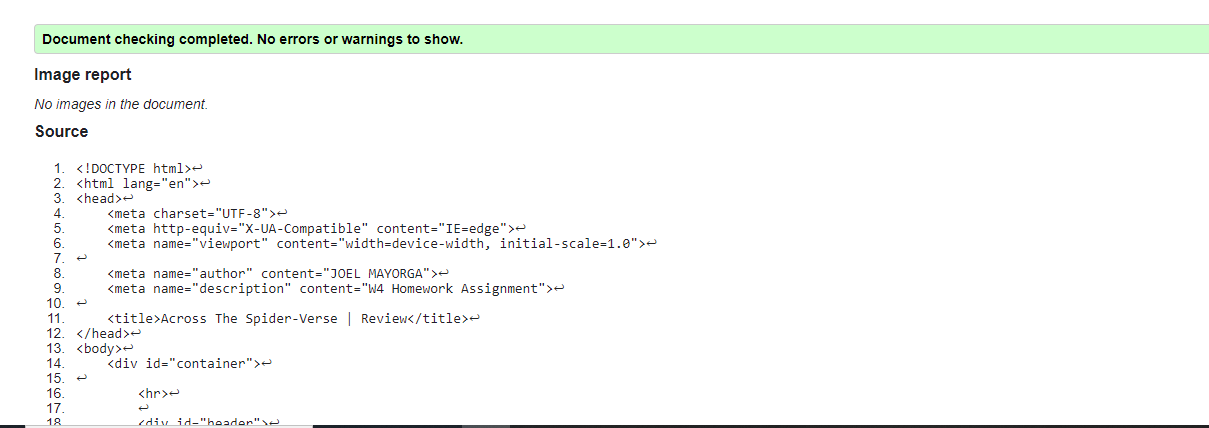 Document checking completed. No errors or warnings to show.
Image report
No images in the document.
Source
1. <!DOCTYPE html>↩
2. <html lang="en">↩
3. <head>↩
4. <meta charset="UTF-8">↩
5. <meta http-equiv="X-UA-Compatible" content="IE=edge">↩
6. <meta name="viewport" content="width=device-width, initial-scale=1.0">↩
7. ↩
8. <meta name="author" content="JOEL MAYORGA">↩
9. <meta name="description" content="W4 Homework Assignment">↩
10. ↩
11. <title>Across The Spider-Verse | Review</title>↩
12. </head>↩
13. <body>↩
14. <div id="container">↩
15. ↩
16. <hr>↩
17. ↩
18. <div id="header">↩